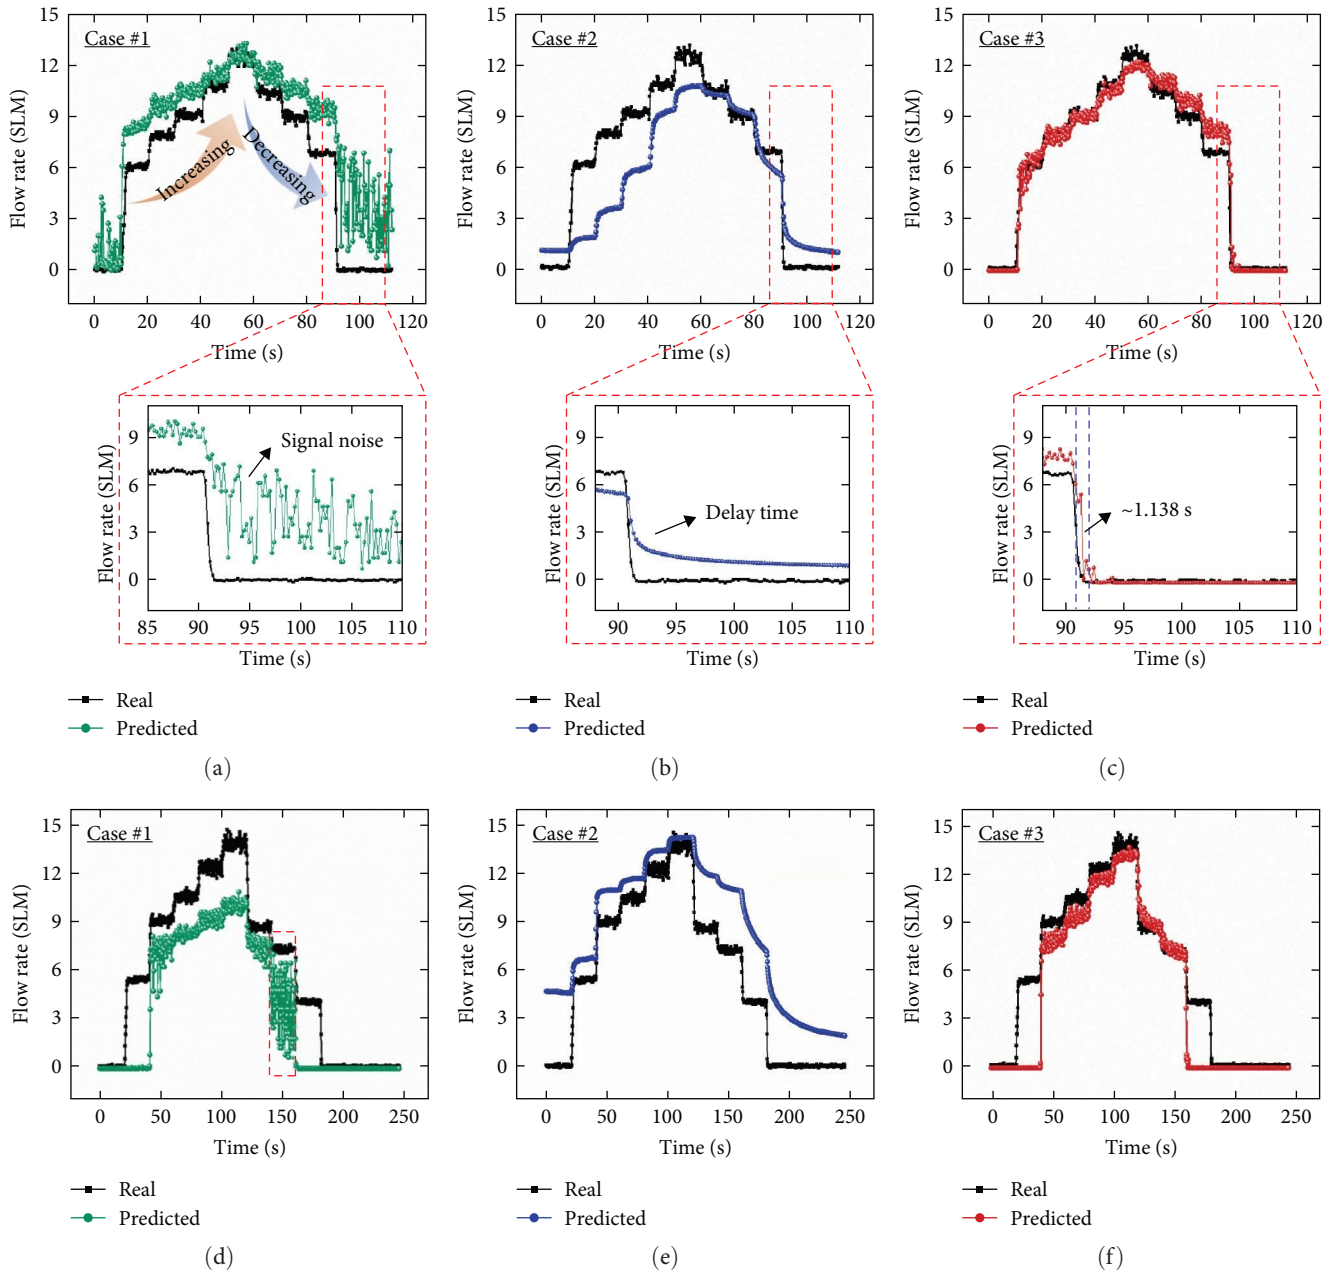 Case #1
Flow rate (SLM)
15
12
9
6
3
0
Increasing
Decreasing
0 20 40 60 80 100 120
Time (s)
Case #2
Flow rate (SLM)
15
12
9
6
3
0
0 20 40 60 80 100 120
Time (s)
Case #3
Flow rate (SLM)
15
12
9
6
3
0
0 20 40 60 80 100 120
Time (s)
Flow rate (SLM)
9
6
3
0
Signal noise
85 90 95 100 105 110
Time (s)
Real
Predicted
(a)
Flow rate (SLM)
9
6
3
0
Delay time
90 95 100 105 110
Time (s)
Real
Predicted
(b)
Flow rate (SLM)
9
6
3
0
~1.138 s
90 95 100 105 110
Time (s)
Real
Predicted
(c)
Case #1
Flow rate (SLM)
15
12
9
6
3
0
0 50 100 150 200 250
Time (s)
Real
Predicted
(d)
Case #2
Flow rate (SLM)
15
12
9
6
3
0
0 50 100 150 200 250
Time (s)
Real
Predicted
(e)
Case #3
Flow rate (SLM)
15
12
9
6
3
0
0 50 100 150 200 250
Time (s)
Real
Predicted
(f)